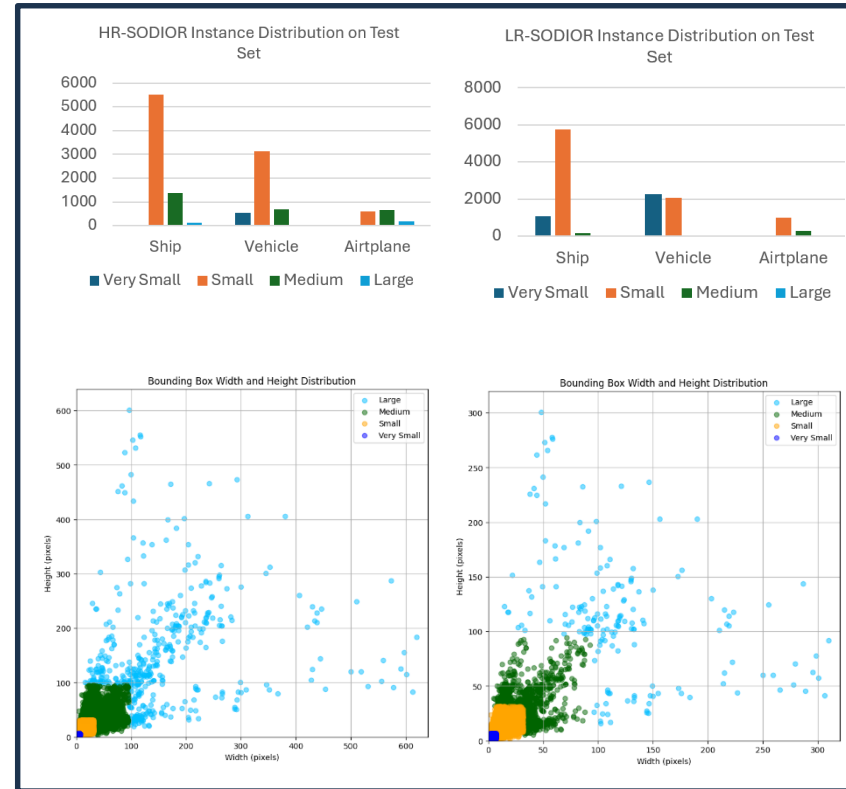 HR-SODIOR Instance Distribution on Test
Set
6000
5000
4000
3000
2000
1000
0
Ship Vehicle Airtplane
Very Small Small Medium Large
LR-SODIOR Instance Distribution on Test
Set
8000
6000
4000
2000
0
Ship Vehicle Airtplane
Very Small Small Medium Large
Bounding Box Width and Height Distribution
Large
Medium
Small
Very Small
600
500
400
300
200
100
0
Height (pixels)
0 100 200 300 400 500 600
Width (pixels)
Bounding Box Width and Height Distribution
Large
Medium
Small
Very Small
300
250
200
150
100
50
0
Height (pixels)
0 50 100 150 200 250 300
Width (pixels)